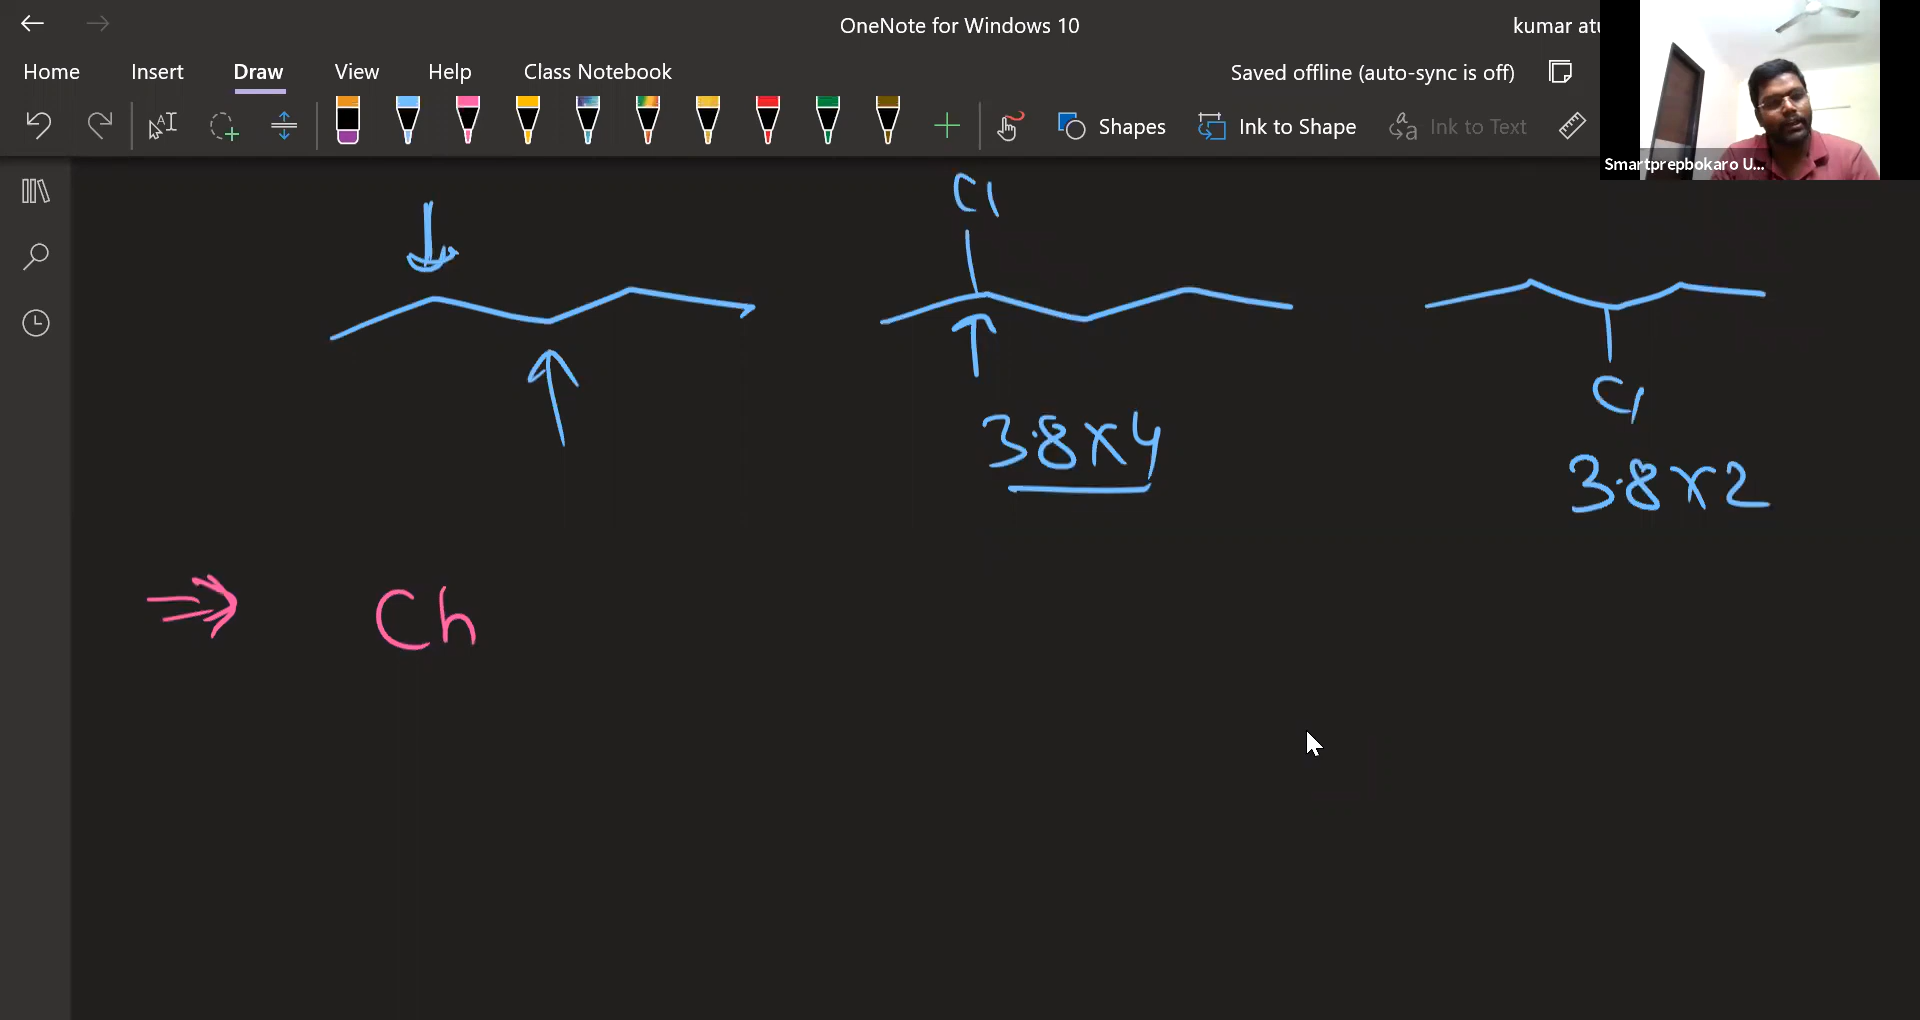 OneNote for Windows 10
kumar atu
Home Insert Draw View Help Class Notebook
Saved offline (auto-sync is off)
Shapes Ink to Shape Ink to Text
Smartprepbokaro U...
Cl
Cl
3.8x4
3.8x2
Ch